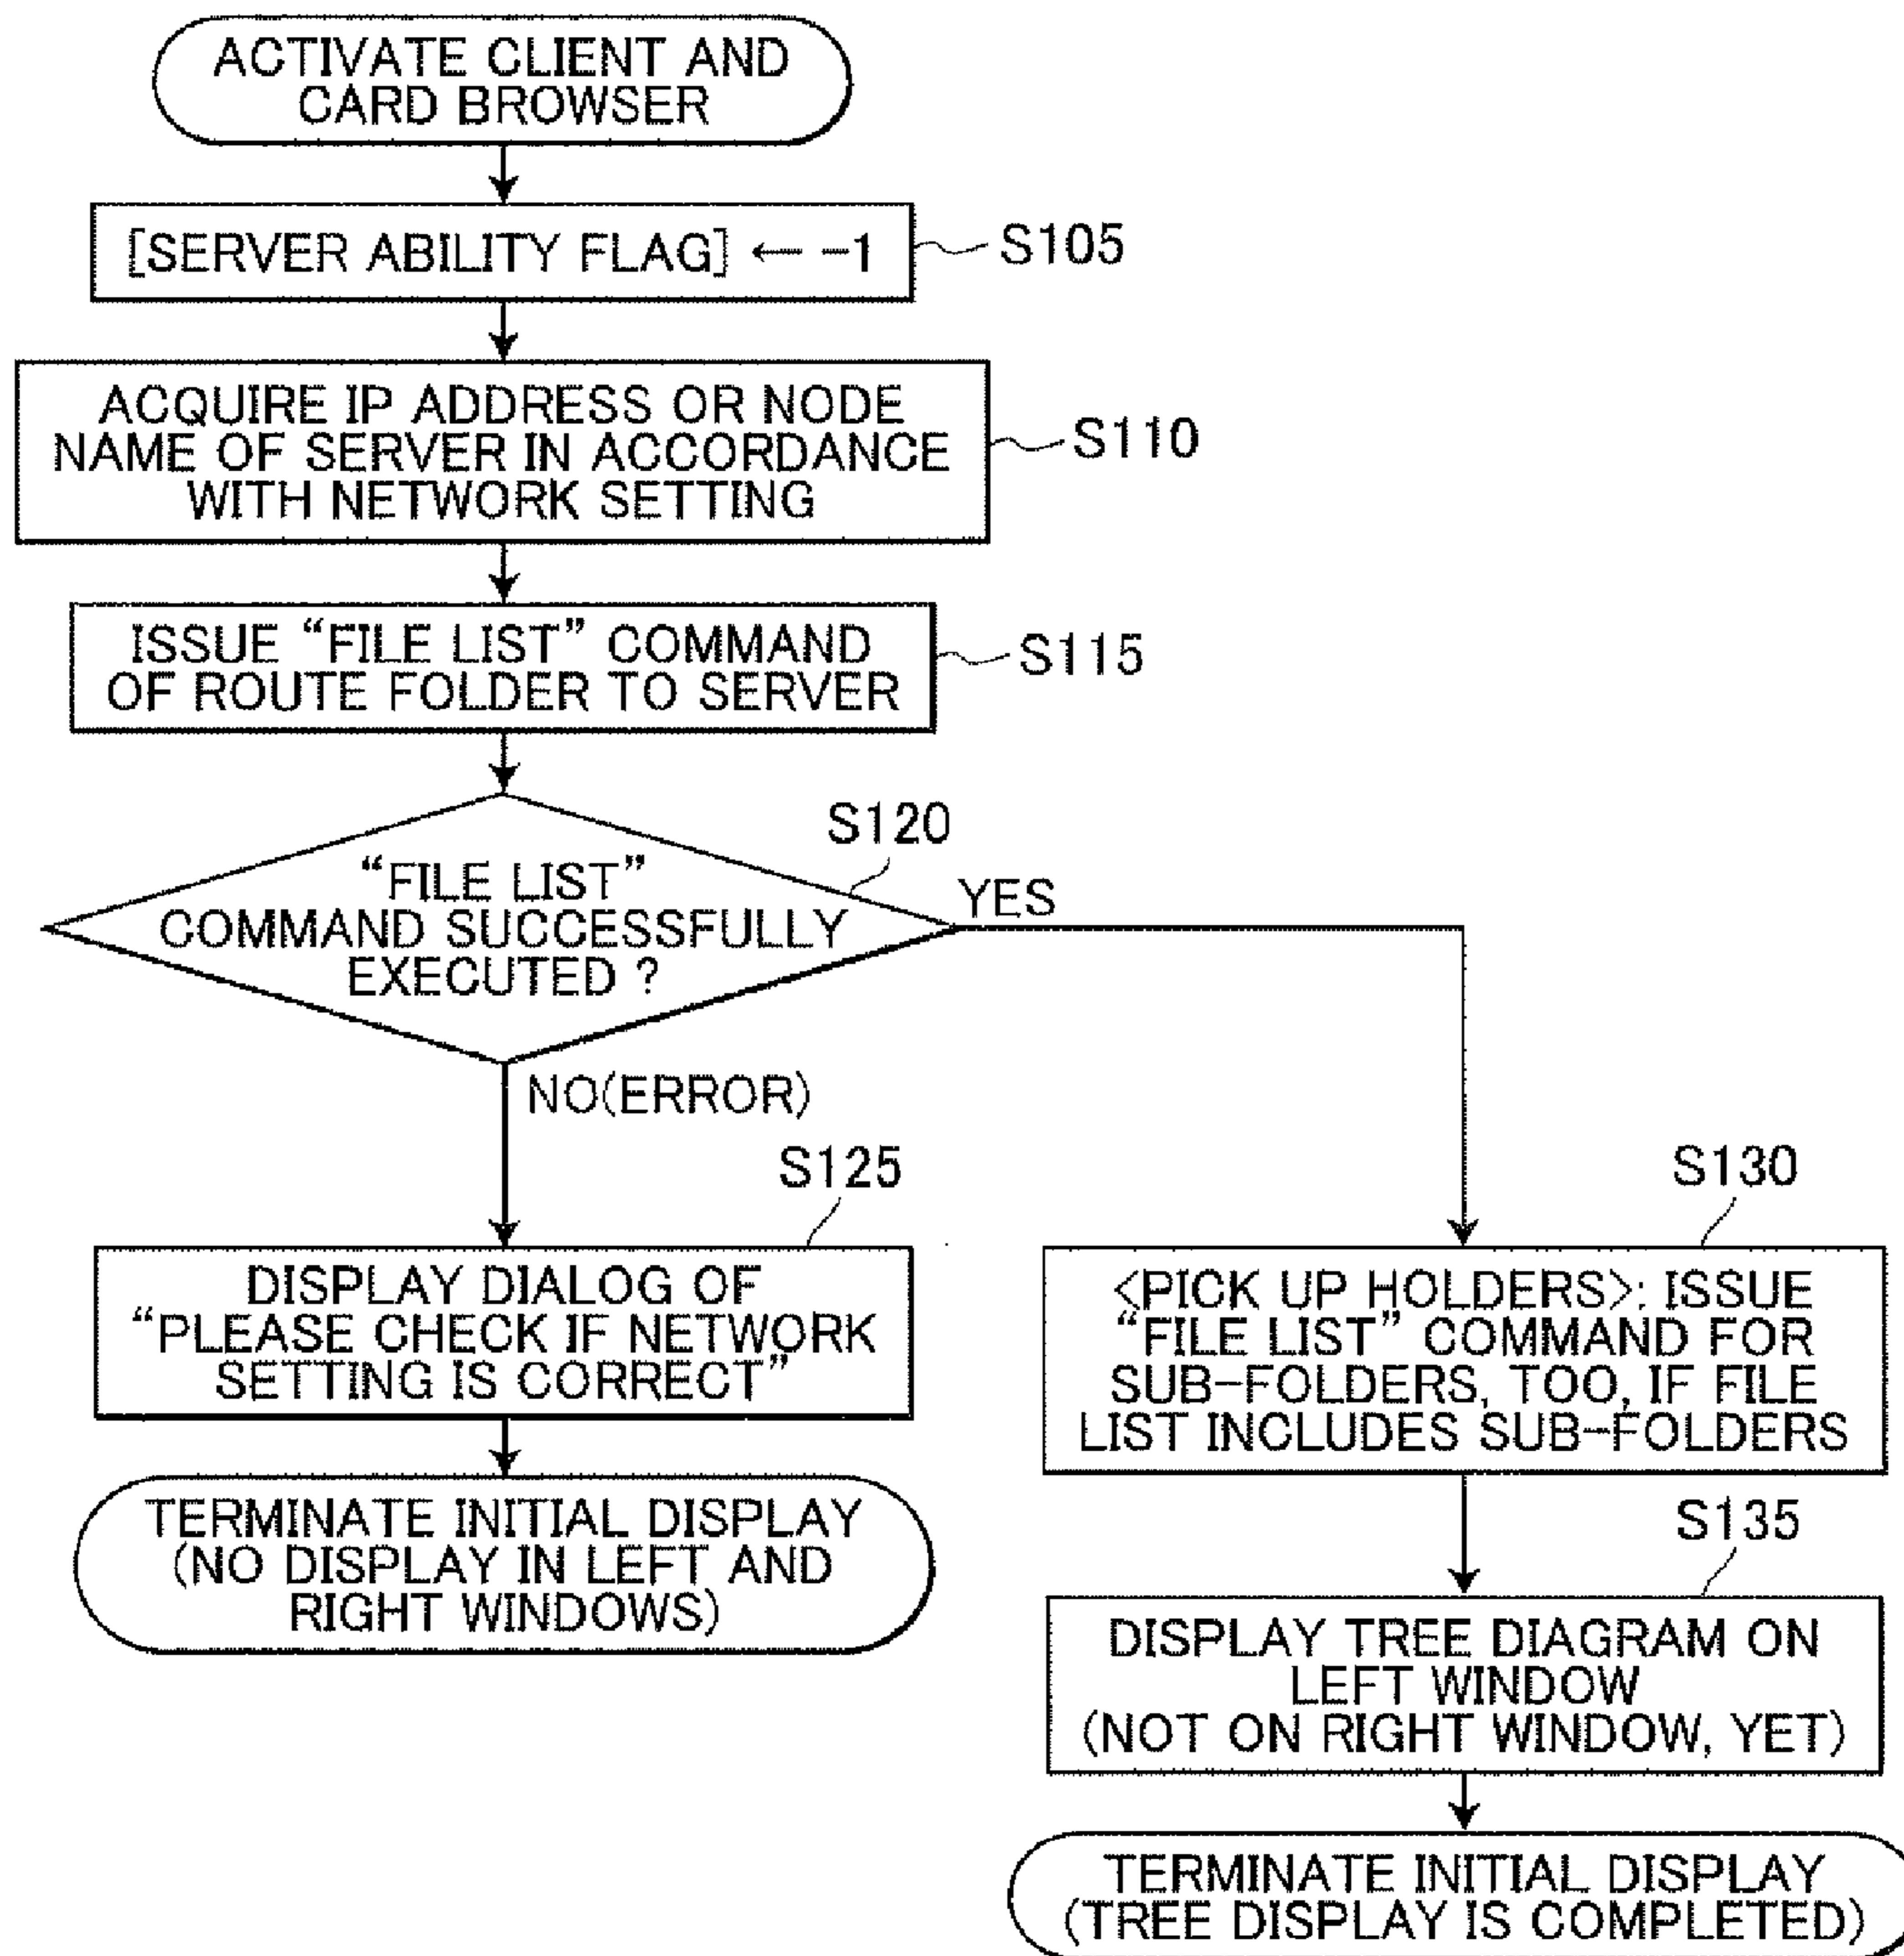 ACTIVATE CLIENT AND
CARD BROWSER
[SERVER ABILITY FLAG] ← −1
S105
ACQUIRE IP ADDRESS OR NODE
NAME OF SERVER IN ACCORDANCE
WITH NETWORK SETTING
S110
ISSUE “FILE LIST” COMMAND
OF ROUTE FOLDER TO SERVER
S115
S120
“FILE LIST”
COMMAND SUCCESSFULLY
EXECUTED ?
YES
NO(ERROR)
S125
DISPLAY DIALOG OF
“PLEASE CHECK IF NETWORK
SETTING IS CORRECT”
TERMINATE INITIAL DISPLAY
(NO DISPLAY IN LEFT AND
RIGHT WINDOWS)
S130
<PICK UP HOLDERS>: ISSUE
“FILE LIST” COMMAND FOR
SUB-FOLDERS, TOO, IF FILE
LIST INCLUDES SUB-FOLDERS
S135
DISPLAY TREE DIAGRAM ON
LEFT WINDOW
(NOT ON RIGHT WINDOW, YET)
TERMINATE INITIAL DISPLAY
(TREE DISPLAY IS COMPLETED)